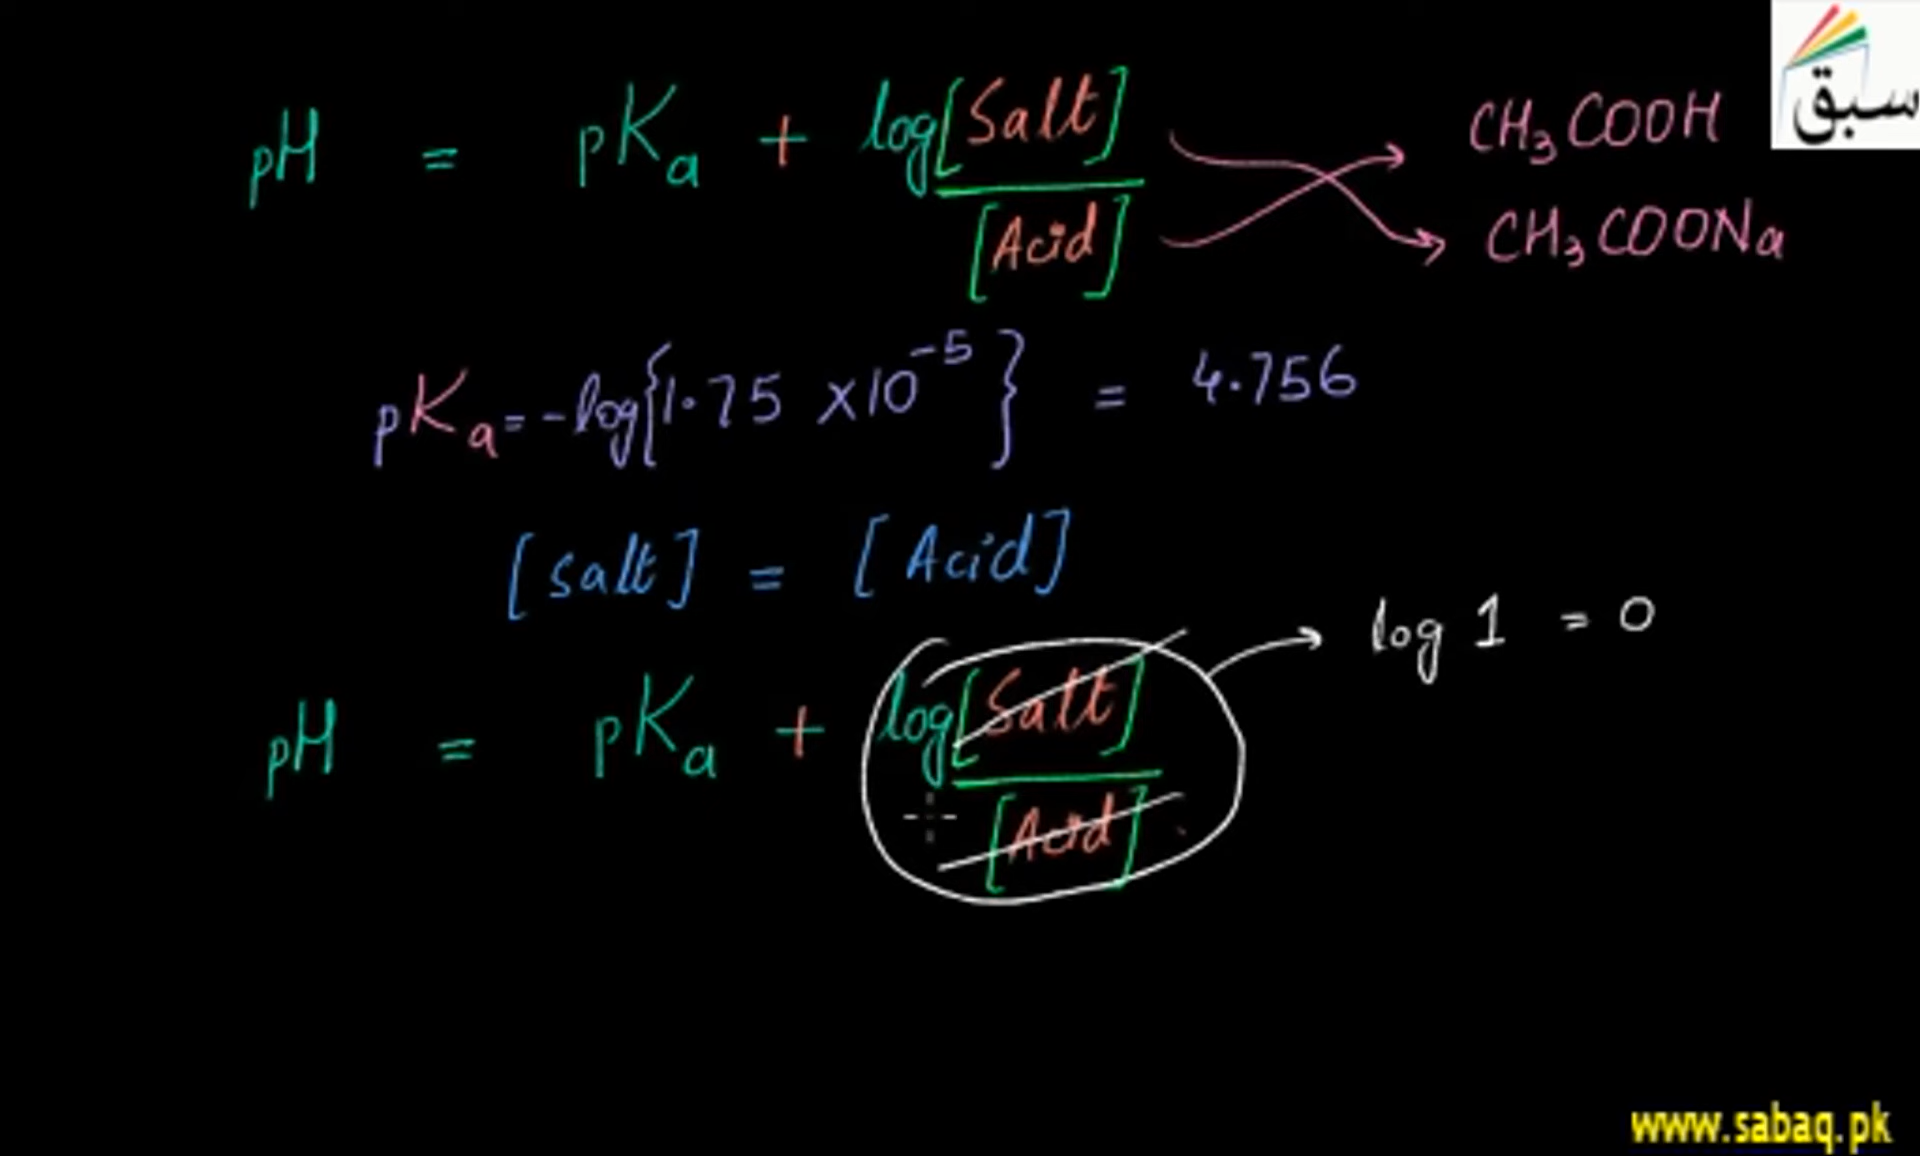 سبق
pH = pKa + log [Salt]
[Acid]
CH₃COOH
CH₃COONa
pKa = -log{1.75 x10⁻⁵} = 4.756
[Salt] = [Acid]
log 1 = 0
pH = pKa + log [Salt]
[Acid]
www.sabaq.pk